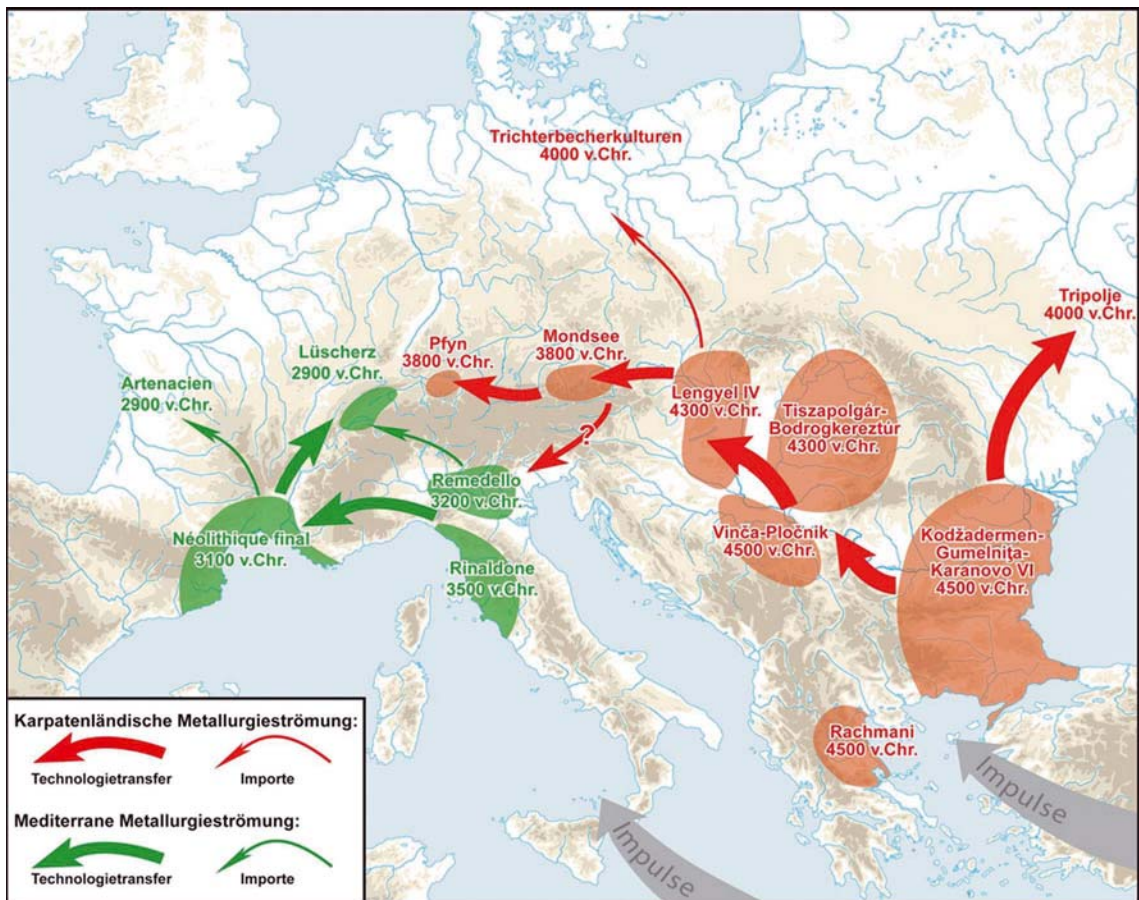 Trichterbecherkulturen
4000 v.Chr.
Tripolje
4000 v.Chr.
Mondsee
3800 v.Chr.
Pfyn
3800 v.Chr.
Lüscherz
2900 v.Chr.
Artenacien
2900 v.Chr.
Lengyel IV
4300 v.Chr.
Tiszapolgár-
Bodrogkereztúr
4300 v.Chr.
?
Remedello
3200 v.Chr.
Néolithique final
3100 v.Chr.
Rinaldone
3500 v.Chr.
Vinča-Pločnik
4500 v.Chr.
Kodžadermen-
Gumelniţa-
Karanovo VI
4500 v.Chr.
Rachmani
4500 v.Chr.
Impulse
Impulse
Karpatenländische Metallurgieströmung:
Technologietransfer
Importe
Mediterrane Metallurgieströmung:
Technologietransfer
Importe